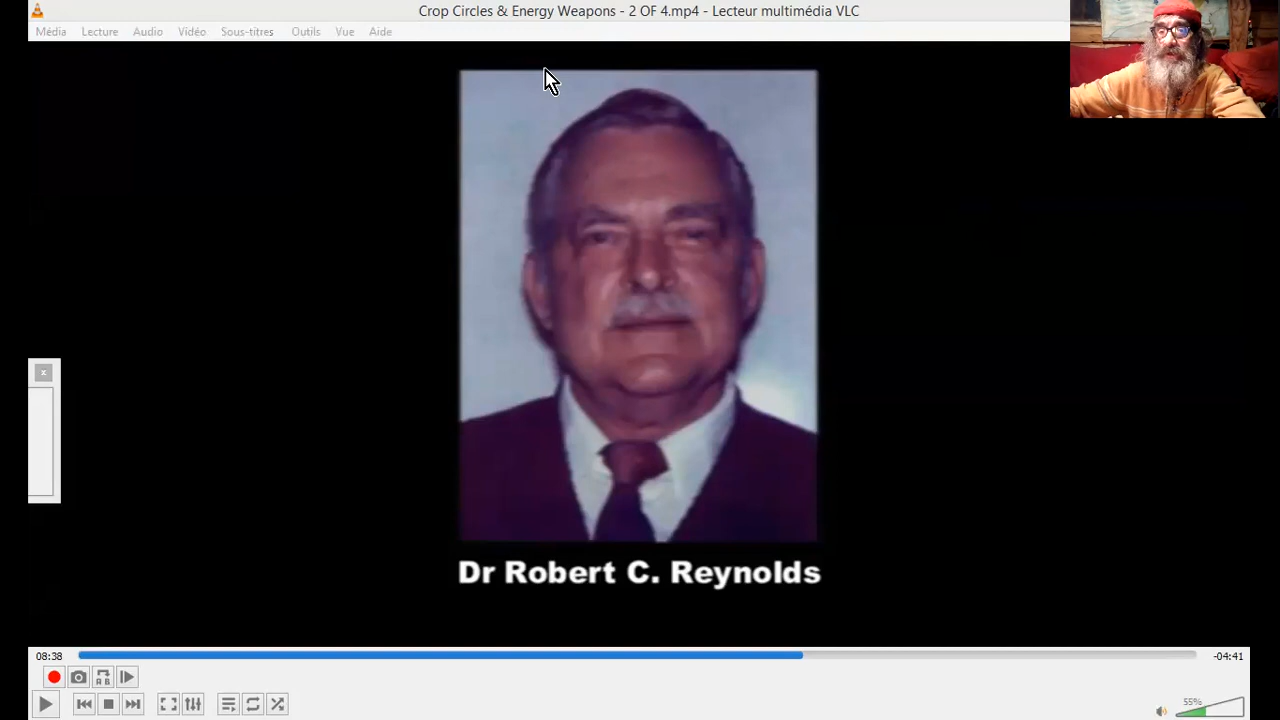 Crop Circles & Energy Weapons - 2 OF 4.mp4 - Lecteur multimédia VLC
Média Lecture Audio Vidéo Sous-titres Outils Vue Aide
x
Dr Robert C. Reynolds
08:38 -04:41
A B
55%